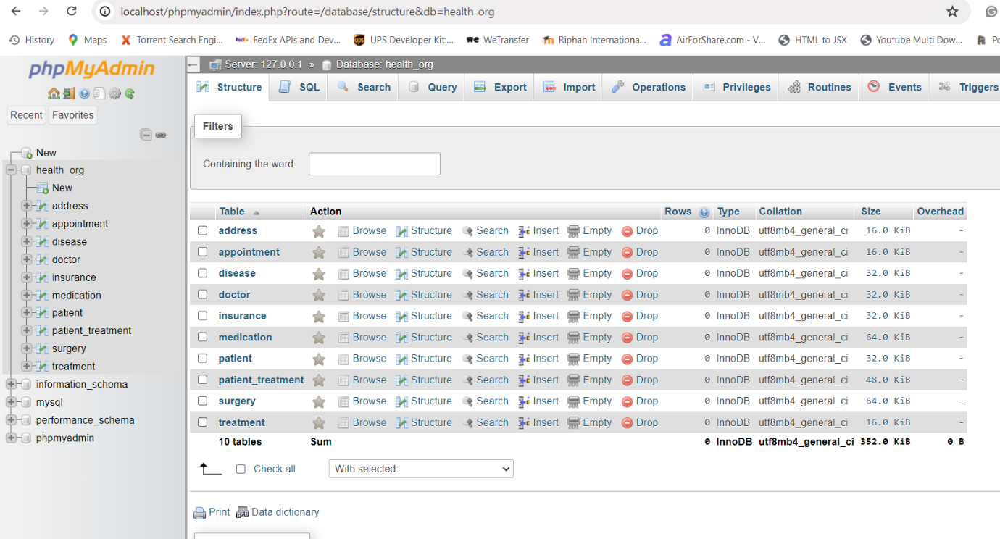 localhost/phpmyadmin/index.php?route=/database/structure&db=health_org
History Maps Torrent Search Engi... FedEx FedEx APIs and Dev... UPS Developer Kit:... we WeTransfer Riphah Internationa... AirForShare.com - V... HTML to JSX Youtube Multi Dow... Po
phpMyAdmin
Server: 127.0.0.1 » Database: health_org
Structure SQL Search Query Export Import Operations Privileges Routines Events Triggers
Recent Favorites
Filters
Containing the word:
New
health_org
New
address
appointment
disease
doctor
insurance
medication
patient
patient_treatment
surgery
treatment
information_schema
mysql
performance_schema
phpmyadmin
Table Action Rows Type Collation Size Overhead
address Browse Structure Search Insert Empty Drop 0 InnoDB utf8mb4_general_ci 16.0 KiB -
appointment Browse Structure Search Insert Empty Drop 0 InnoDB utf8mb4_general_ci 16.0 KiB -
disease Browse Structure Search Insert Empty Drop 0 InnoDB utf8mb4_general_ci 32.0 KiB -
doctor Browse Structure Search Insert Empty Drop 0 InnoDB utf8mb4_general_ci 32.0 KiB -
insurance Browse Structure Search Insert Empty Drop 0 InnoDB utf8mb4_general_ci 32.0 KiB -
medication Browse Structure Search Insert Empty Drop 0 InnoDB utf8mb4_general_ci 64.0 KiB -
patient Browse Structure Search Insert Empty Drop 0 InnoDB utf8mb4_general_ci 32.0 KiB -
patient_treatment Browse Structure Search Insert Empty Drop 0 InnoDB utf8mb4_general_ci 48.0 KiB -
surgery Browse Structure Search Insert Empty Drop 0 InnoDB utf8mb4_general_ci 64.0 KiB -
treatment Browse Structure Search Insert Empty Drop 0 InnoDB utf8mb4_general_ci 16.0 KiB -
10 tables Sum 0 InnoDB utf8mb4_general_ci 352.0 KiB 0 B
Check all With selected:
Print Data dictionary